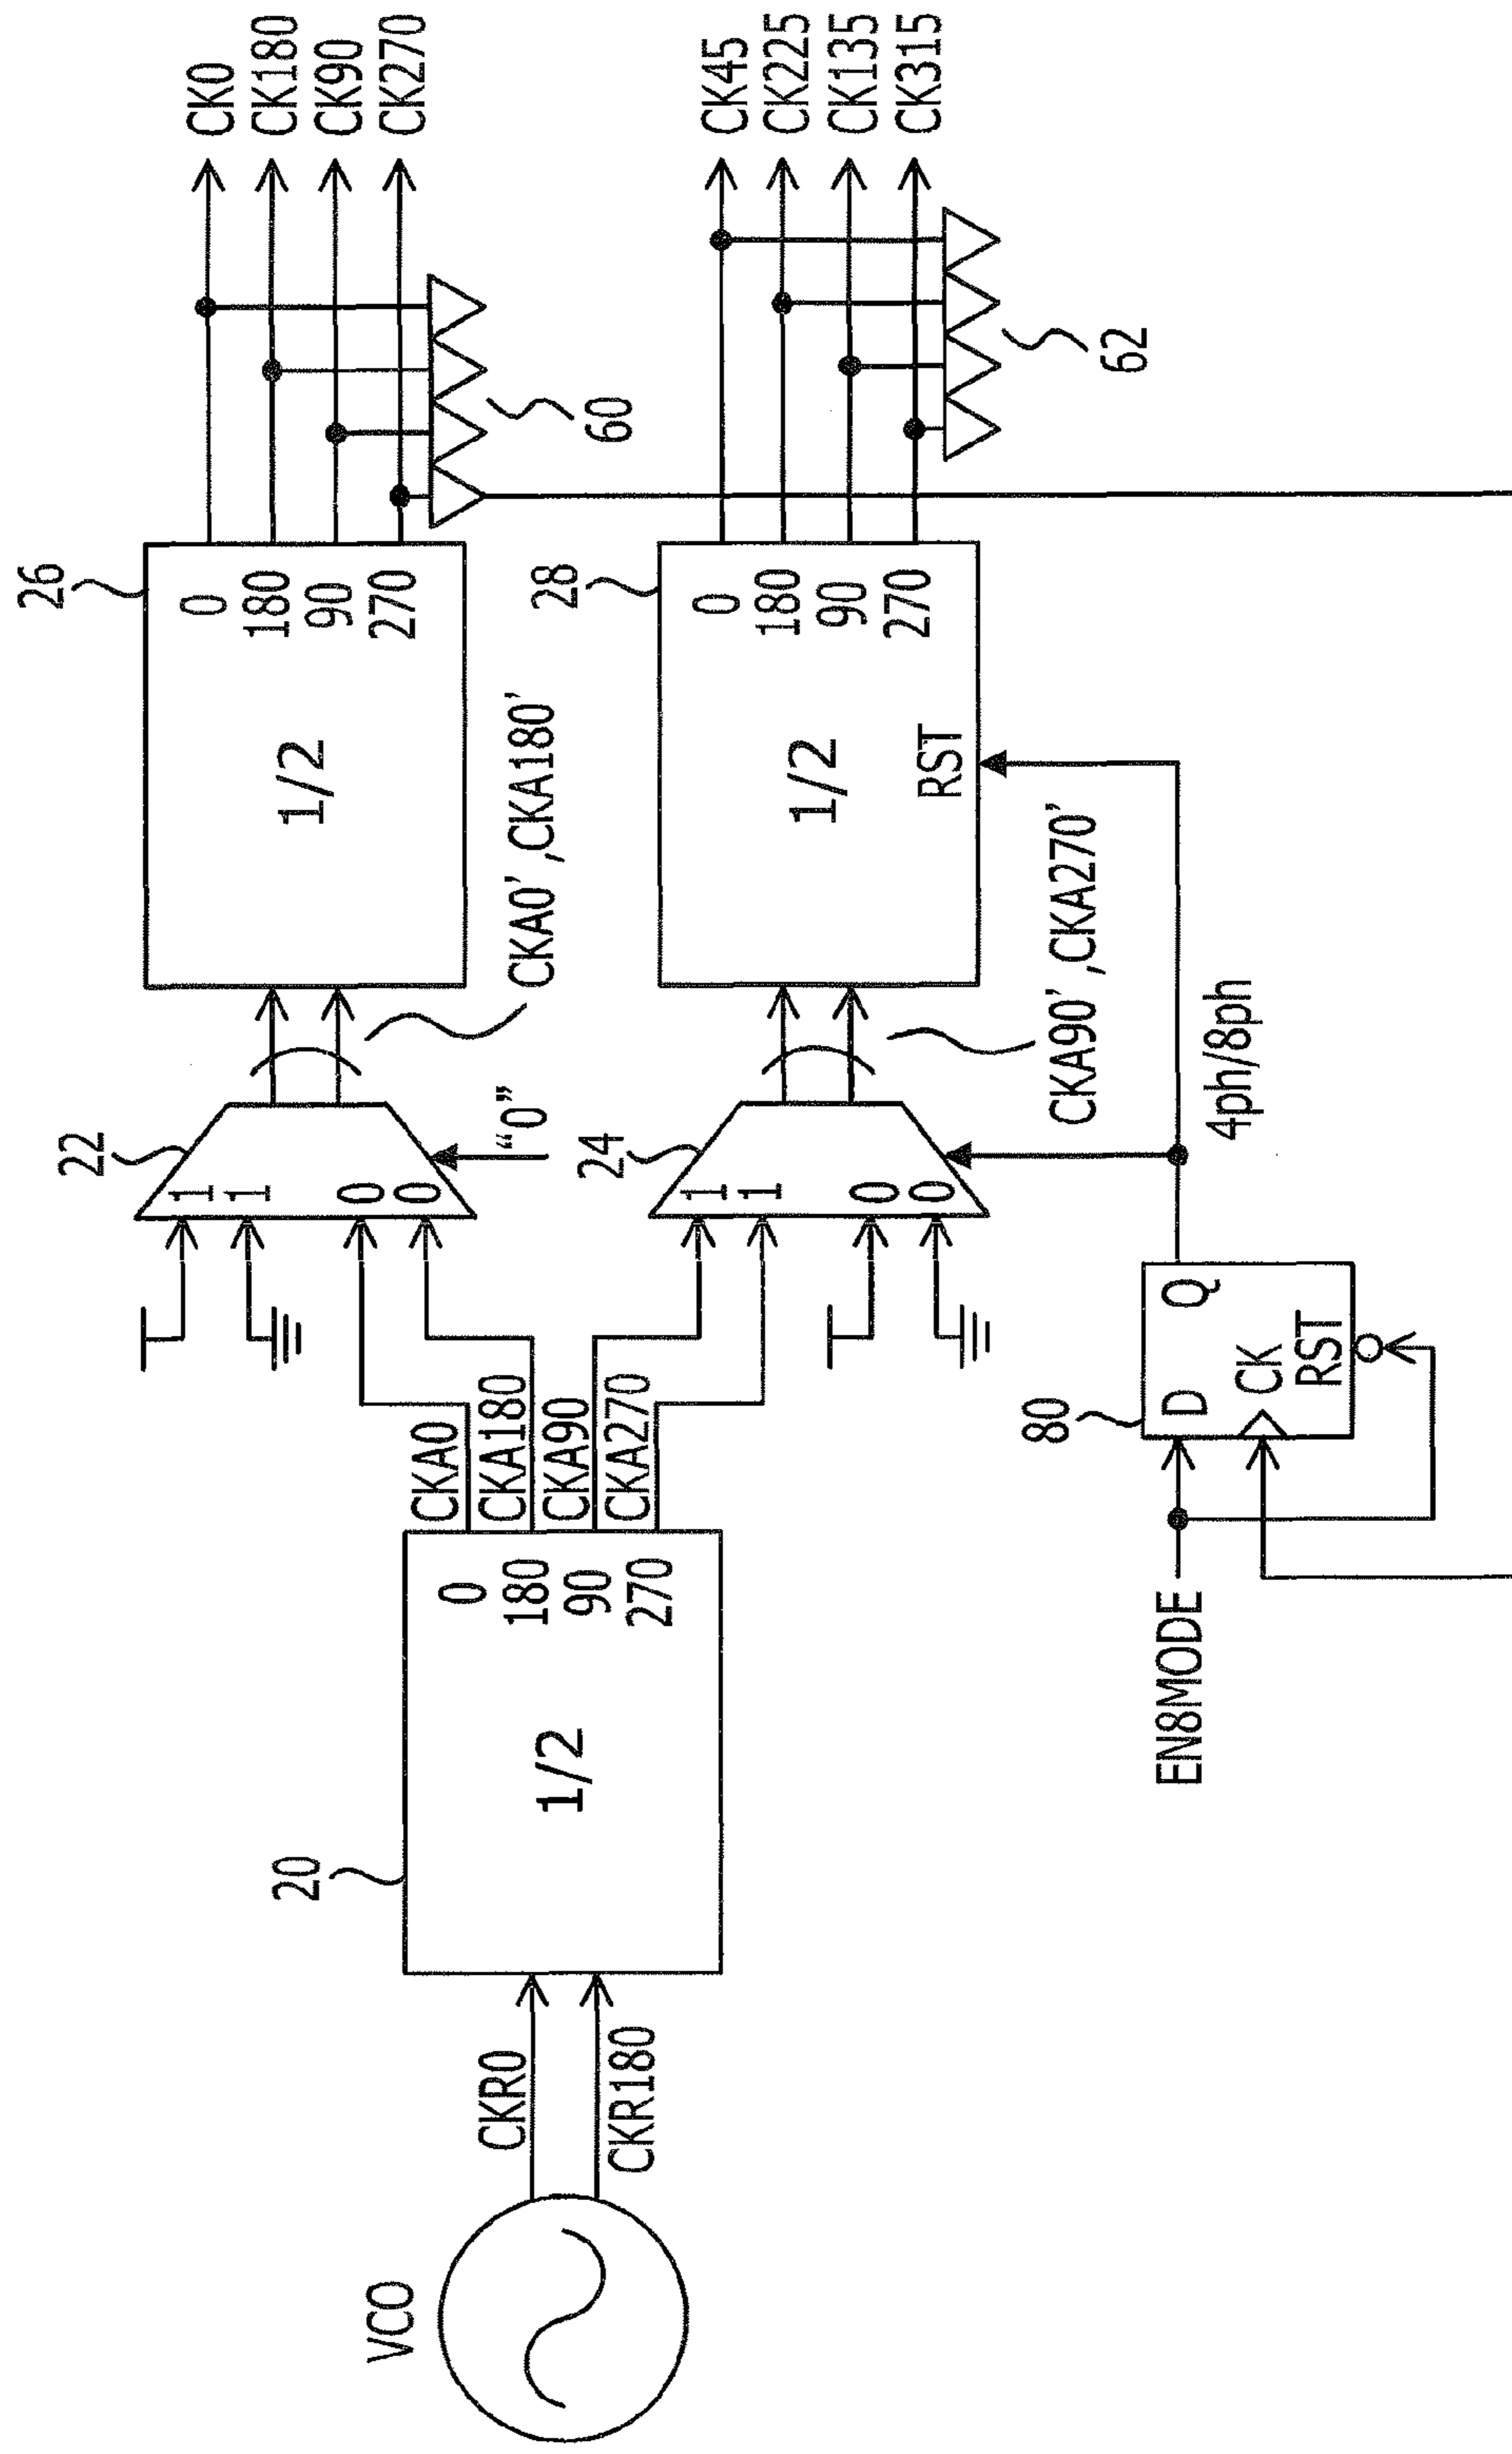 VCO
CKR0
CKR180
20
1/2
0
180
90
270
CKA0
CKA180
CKA90
CKA270
22
1
1
0
0
“0”
CKA0’,CKA180’
26
1/2
0
180
90
270
CK0
CK180
CK90
CK270
60
24
1
1
0
0
CKA90’,CKA270’
28
1/2
RST
0
180
90
270
CK45
CK225
CK135
CK315
62
EN8MODE
80
D
Q
CK
RST
4ph/8ph